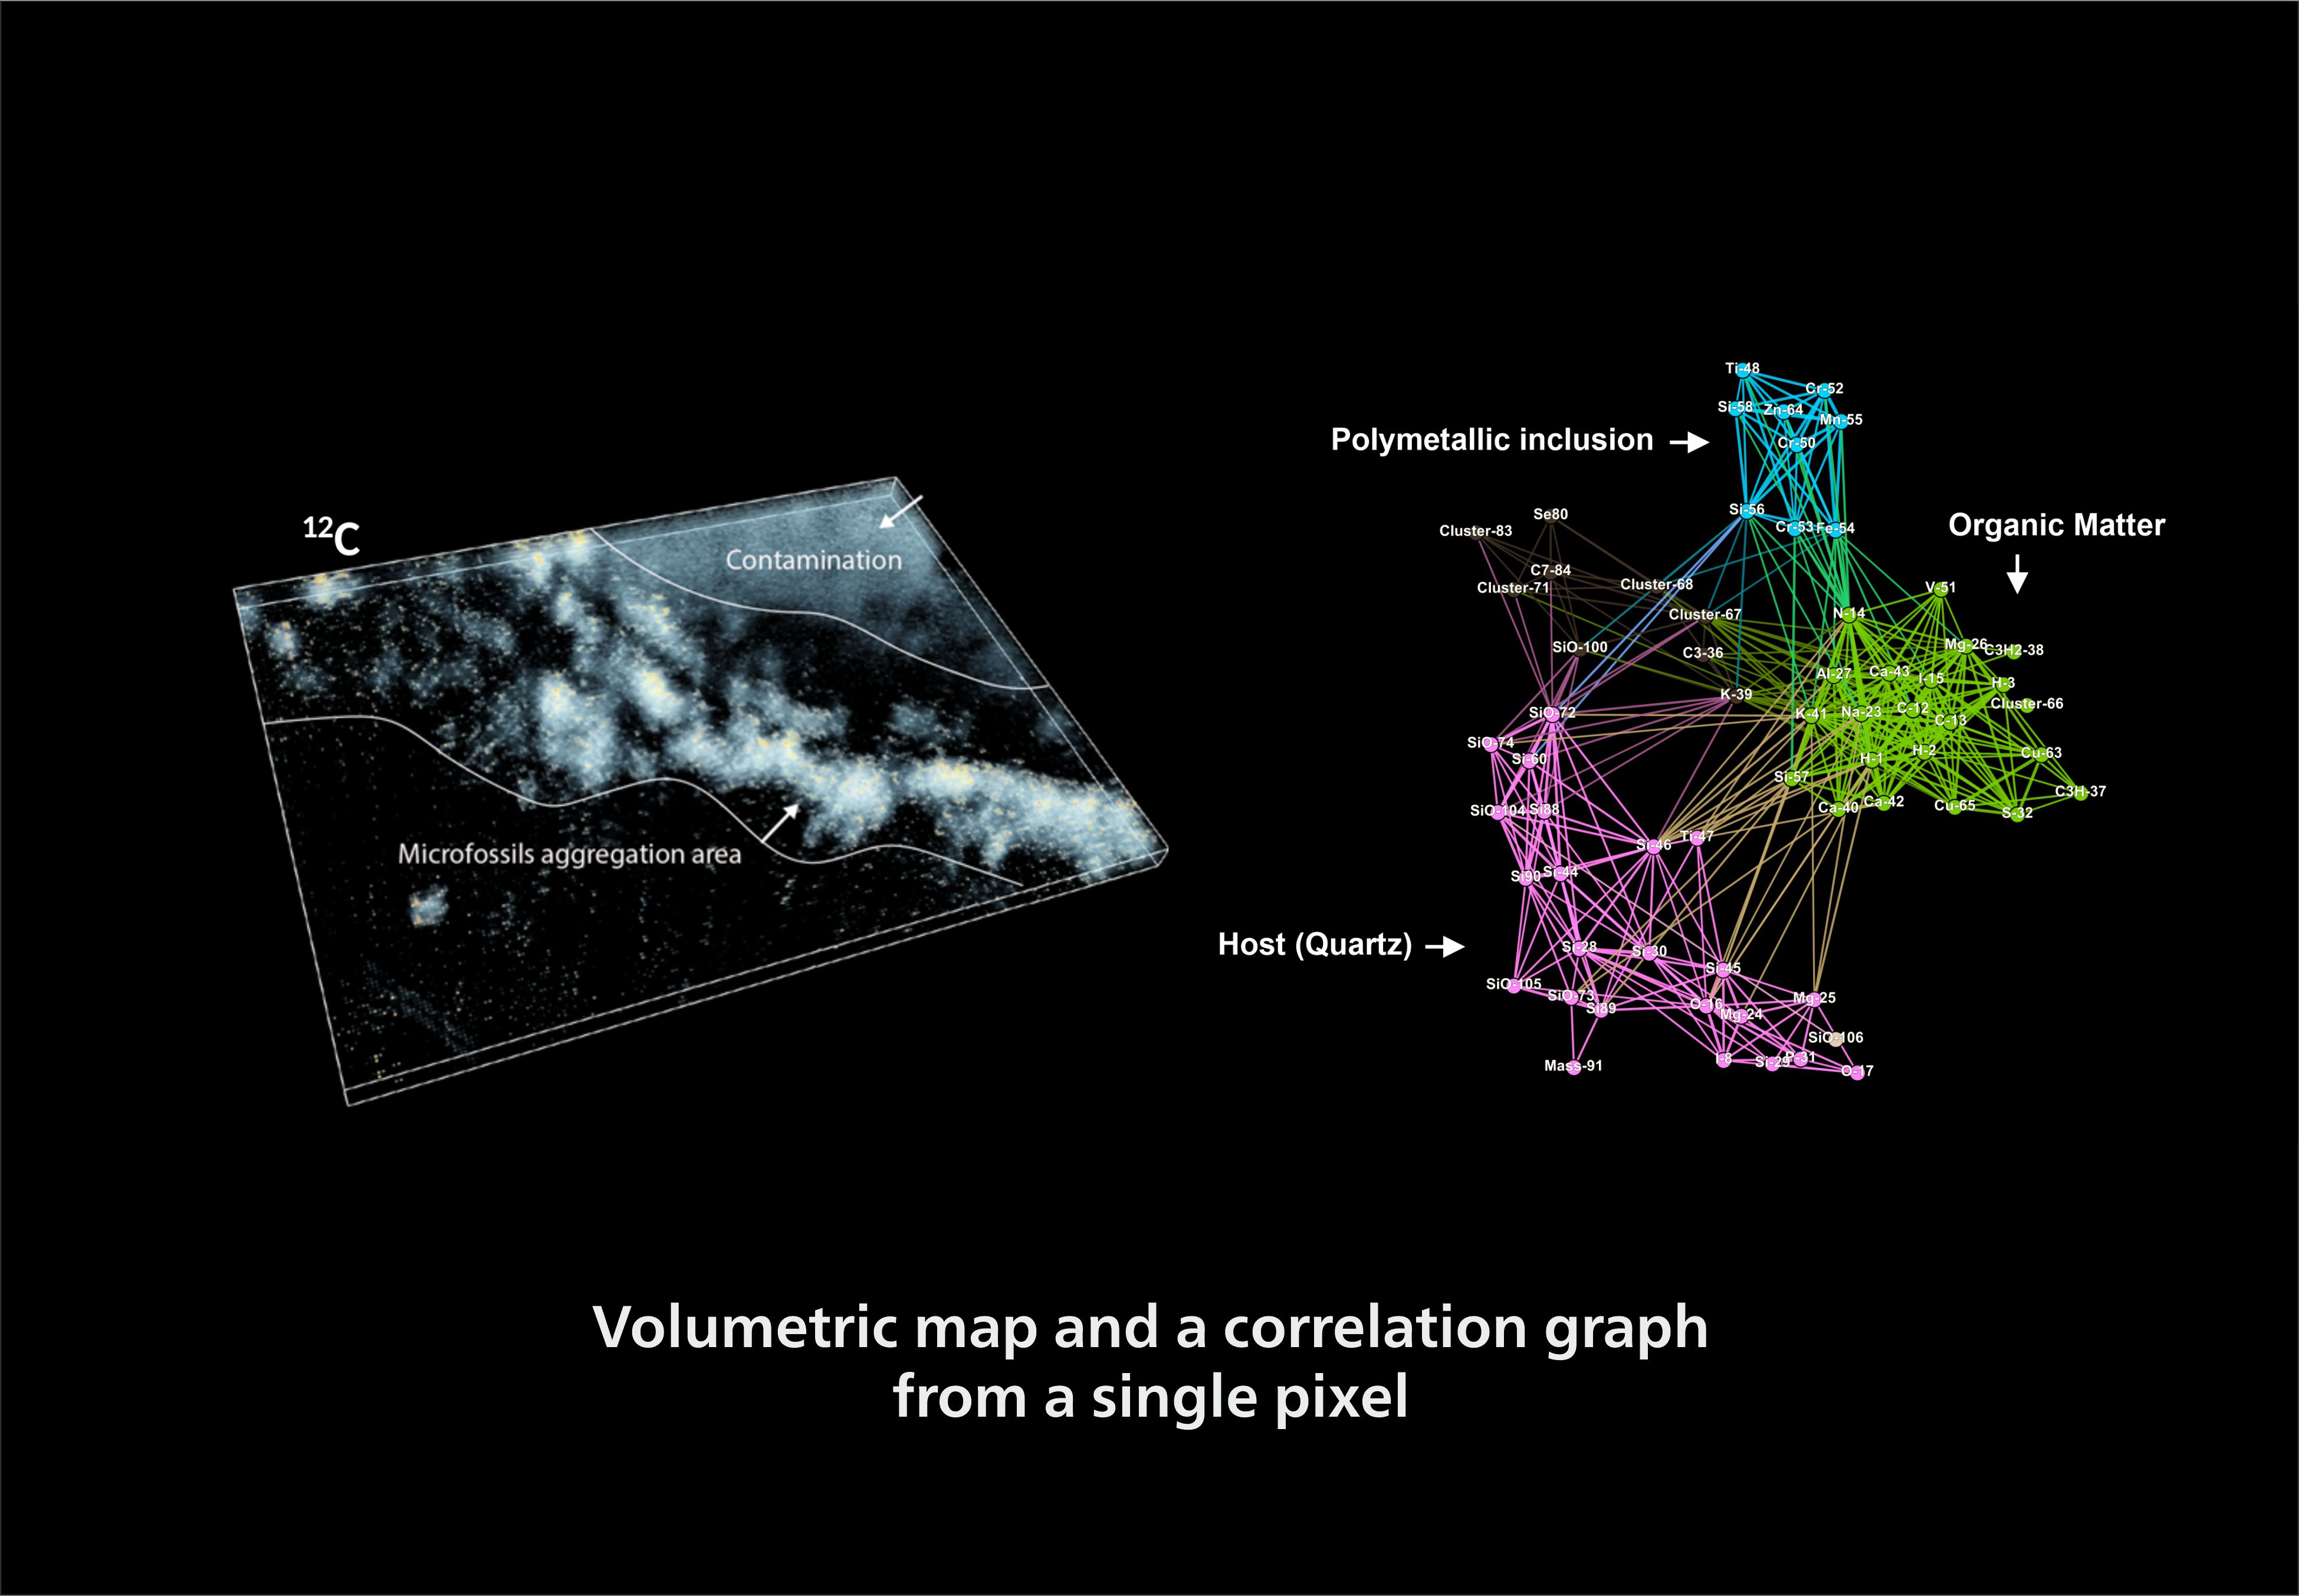 12C
Contamination
Microfossils aggregation area
Polymetallic inclusion
Organic Matter
Host (Quartz)
Ti-48
Cr-52
Si-58
Zn-64
Mn-55
Cr-50
Si-56
Cr-53
Fe-54
Se80
Cluster-83
C7-84
Cluster-71
Cluster-68
Cluster-67
SiO-100
C3-36
K-39
V-51
N-14
Mg-26
C3H2-38
Al-27
Ca-43
I-15
H-3
Cluster-66
K-41
Na-23
C-12
C-13
H-2
H-1
Cu-63
Si-57
C3H-37
Ca-40
Ca-42
Cu-65
S-32
SiO-72
SiO-74
Si-60
SiO-104
Si88
Ti-47
Si-46
Si90
Si-44
Si-28
Si-30
Si-45
SiO-105
SiO-73
Si89
O-16
Mg-24
Mg-25
SiO-106
Mass-91
I-8
Si-29
P-31
O-17
Volumetric map and a correlation graph
from a single pixel